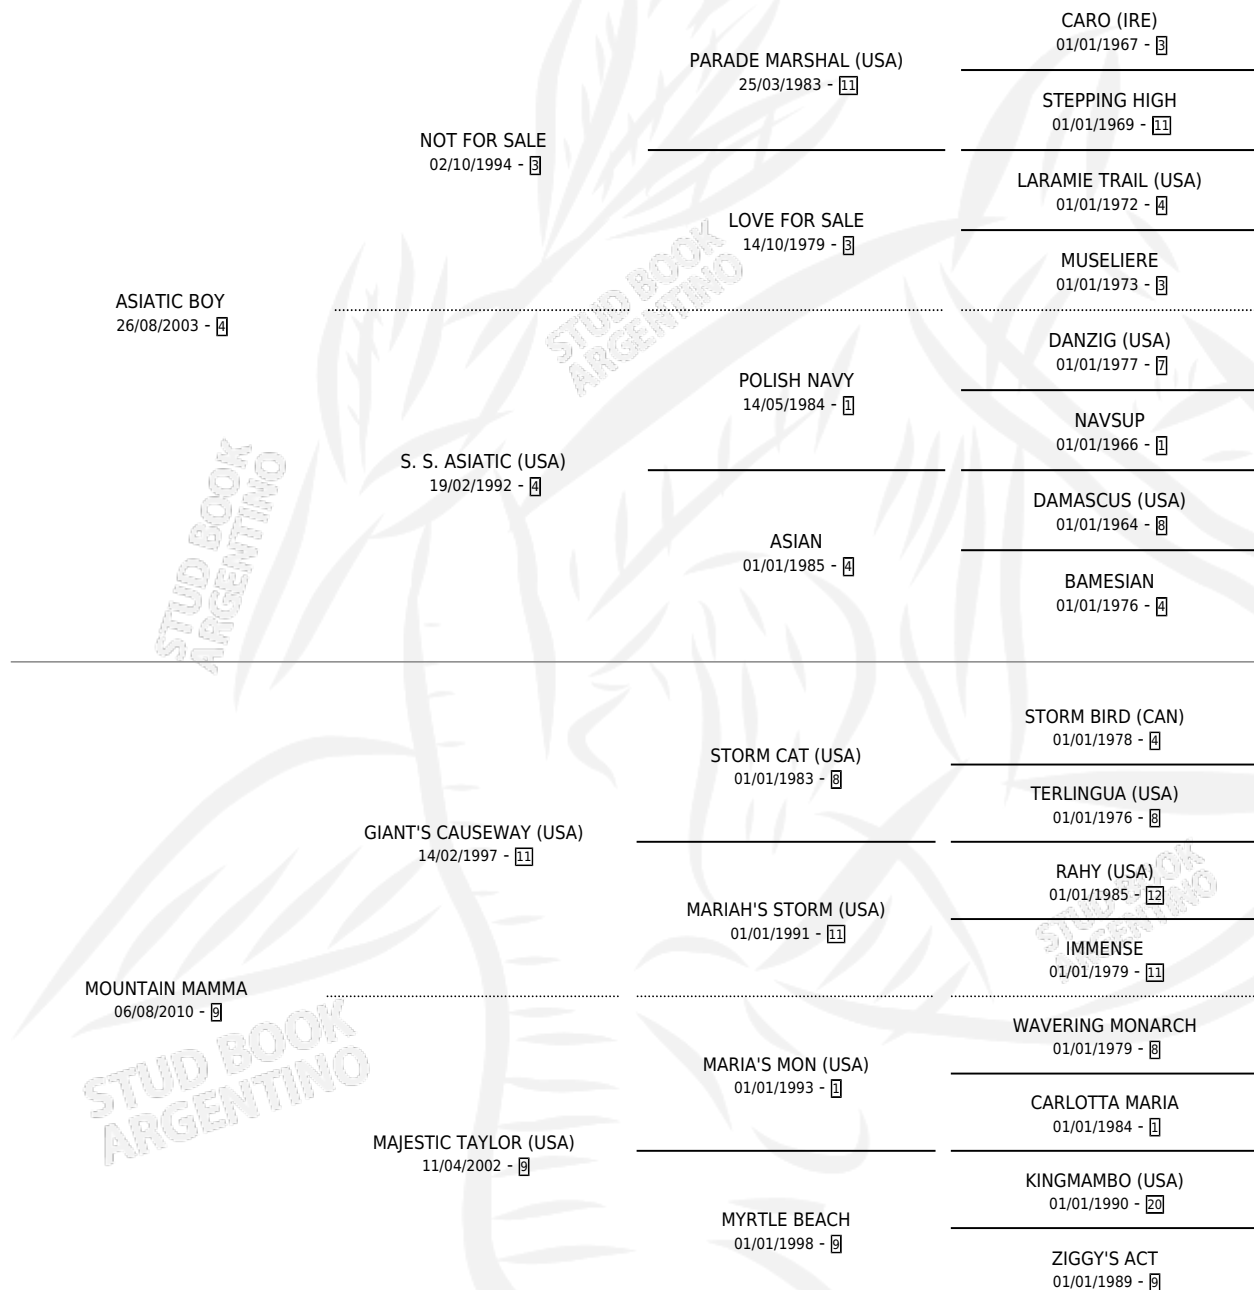 CARO (IRE)
01/01/1967 - 3
PARADE MARSHAL (USA)
25/03/1983 - 11
STEPPING HIGH
01/01/1969 - 11
NOT FOR SALE
02/10/1994 - 3
LARAMIE TRAIL (USA)
01/01/1972 - 4
LOVE FOR SALE
14/10/1979 - 3
MUSELIERE
01/01/1973 - 3
ASIATIC BOY
26/08/2003 - 4
DANZIG (USA)
01/01/1977 - 7
POLISH NAVY
14/05/1984 - 1
NAVSUP
01/01/1966 - 1
S. S. ASIATIC (USA)
19/02/1992 - 4
DAMASCUS (USA)
01/01/1964 - 8
ASIAN
01/01/1985 - 4
BAMESIAN
01/01/1976 - 4
STUD BOOK
ARGENTINO
STUD BOOK
ARGENTINO
STORM BIRD (CAN)
01/01/1978 - 4
STORM CAT (USA)
01/01/1983 - 8
TERLINGUA (USA)
01/01/1976 - 8
GIANT'S CAUSEWAY (USA)
14/02/1997 - 11
RAHY (USA)
01/01/1985 - 12
MARIAH'S STORM (USA)
01/01/1991 - 11
IMMENSE
01/01/1979 - 11
MOUNTAIN MAMMA
06/08/2010 - 9
WAVERING MONARCH
01/01/1979 - 8
MARIA'S MON (USA)
01/01/1993 - 1
CARLOTTA MARIA
01/01/1984 - 1
MAJESTIC TAYLOR (USA)
11/04/2002 - 9
KINGMAMBO (USA)
01/01/1990 - 20
MYRTLE BEACH
01/01/1998 - 9
ZIGGY'S ACT
01/01/1989 - 9
STUD BOOK
ARGENTINO
STUD BOOK
ARGENTINO